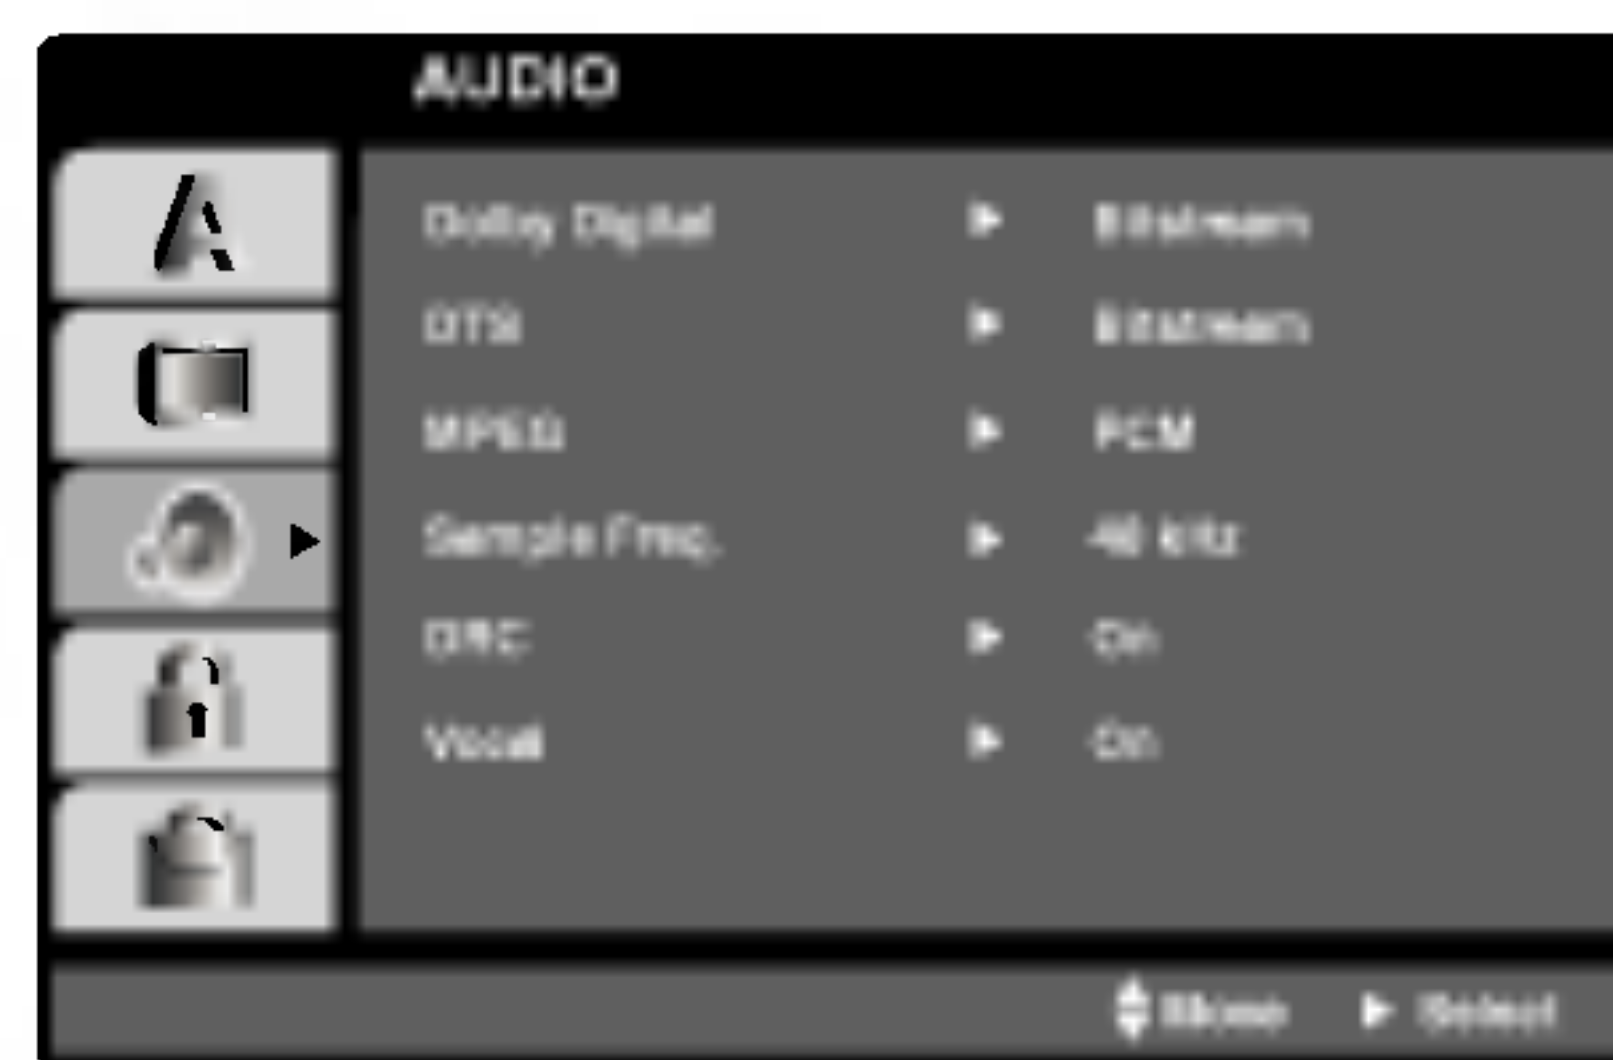 AUDIO
Dolby Digital Bitstream
DTS Bitstream
MPEG PCM
Sample Freq. 48 kHz
DRC On
Vocal On
Move Select